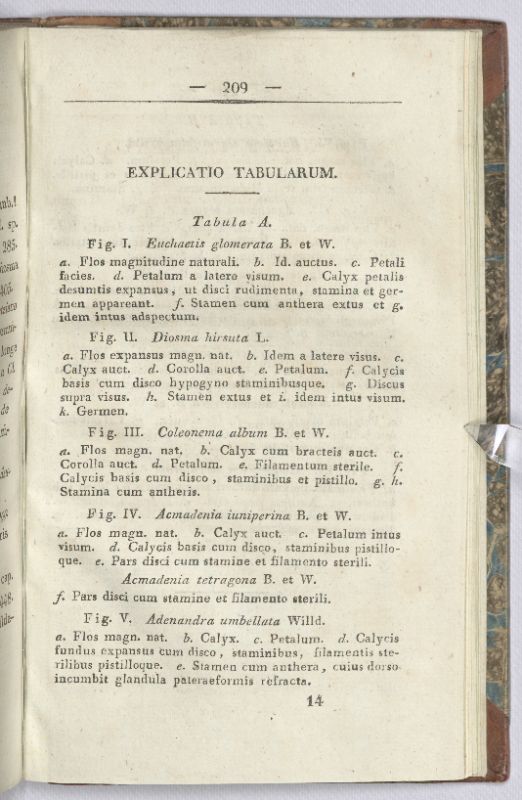 — 209 —
EXPLICATIO TABULARUM.
Tabula A.
Fig. I. Euchaetis glomerata B. et W.
a. Flos magnitudine naturali. b. Id. auctus. c. Petali
facies. d. Petalum a latere visum. e. Calyx petalis
desumtis expansus, ut disci rudimenta, stamina et ger-
men appareant. f. Stamen cum anthera extus et g.
idem intus adspectum.
Fig. II. Diosma hirsuta L.
a. Flos expansus magn. nat. b. Idem a latere visus. c.
Calyx auct. d. Corolla auct. e. Petalum. f. Calycis
basis cum disco hypogyno staminibusque. g. Discus
supra visus. h. Stamen extus et i. idem intus visum.
k. Germen.
Fig. III. Coleonema album B. et W.
a. Flos magn. nat. b. Calyx cum bracteis auct. c.
Corolla auct. d. Petalum. e. Filamentum sterile. f.
Calycis basis cum disco, staminibus et pistillo. g. h.
Stamina cum antheris.
Fig. IV. Acmadenia iuniperina B. et W.
a. Flos magn. nat. b. Calyx auct. c. Petalum intus
visum. d. Calycis basis cum disco, staminibus pistillo-
que. e. Pars disci cum stamine et filamento sterili.
Acmadenia tetragona B. et W.
f. Pars disci cum stamine et filamento sterili.
Fig. V. Adenandra umbellata Willd.
a. Flos magn. nat. b. Calyx. c. Petalum. d. Calycis
fundus expansus cum disco, staminibus, filamentis ste-
rilibus pistilloque. e. Stamen cum anthera, cuius dorso
incumbit glandula pateraeformis refracta.
14